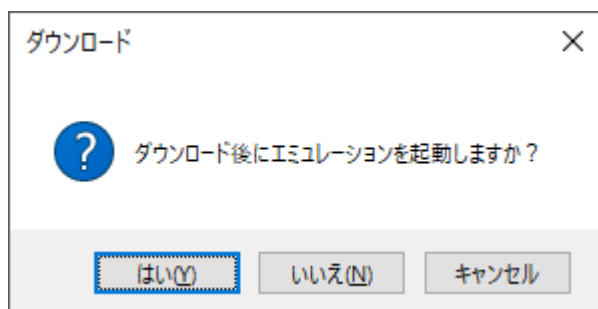 ダウンロード
ダウンロード後にエミュレーションを起動しますか？
はい(Y)
いいえ(N)
キャンセル